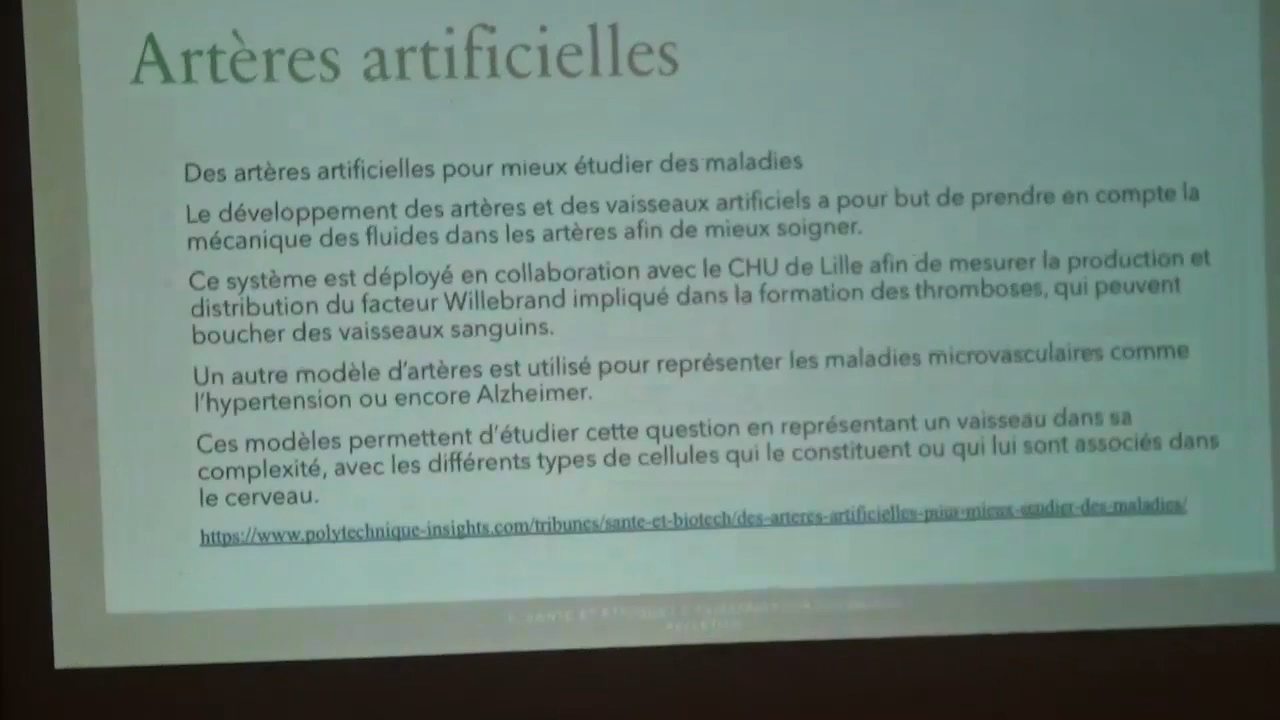 Artères artificielles
Des artères artificielles pour mieux étudier des maladies
Le développement des artères et des vaisseaux artificiels a pour but de prendre en compte la
mécanique des fluides dans les artères afin de mieux soigner.
Ce système est déployé en collaboration avec le CHU de Lille afin de mesurer la production et
distribution du facteur Willebrand impliqué dans la formation des thromboses, qui peuvent
boucher des vaisseaux sanguins.
Un autre modèle d'artères est utilisé pour représenter les maladies microvasculaires comme
l'hypertension ou encore Alzheimer.
Ces modèles permettent d'étudier cette question en représentant un vaisseau dans sa
complexité, avec les différents types de cellules qui le constituent ou qui lui sont associés dans
le cerveau.
https://www.polytechnique-insights.com/tribunes/sante-et-biotech/des-arteres-artificielles-pour-mieux-etudier-des-maladies/